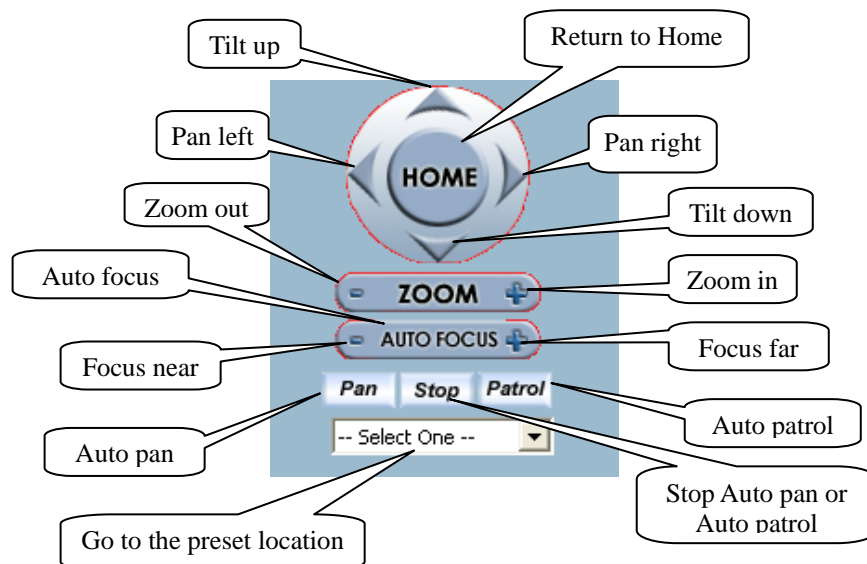 Tilt up
Return to Home
Pan left
Pan right
HOME
Zoom out
Tilt down
Auto focus
ZOOM
Zoom in
AUTO FOCUS
Focus near
Focus far
Pan
Stop
Patrol
Auto pan
-- Select One --
Auto patrol
Go to the preset location
Stop Auto pan or
Auto patrol